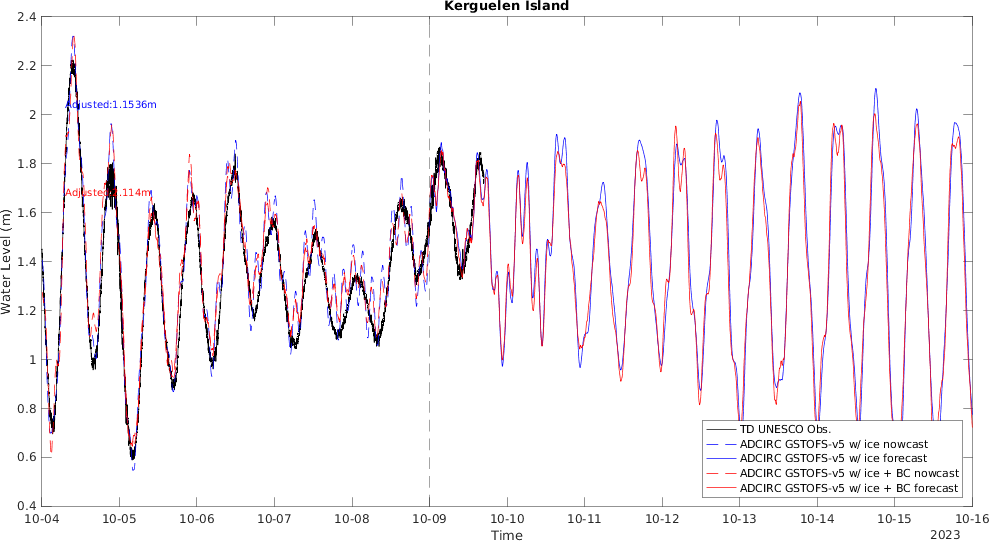 Kerguelen Island
2.4
2.2
2
1.8
1.6
1.4
1.2
1
0.8
0.6
0.4
Water Level (m)
Adjusted:1.1536m
Adjusted:1.114m
TD UNESCO Obs.
ADCIRC GSTOFS-v5 w/ ice nowcast
ADCIRC GSTOFS-v5 w/ ice forecast
ADCIRC GSTOFS-v5 w/ ice + BC nowcast
ADCIRC GSTOFS-v5 w/ ice + BC forecast
10-04 10-05 10-06 10-07 10-08 10-09 10-10 10-11 10-12 10-13 10-14 10-15 10-16
Time
2023